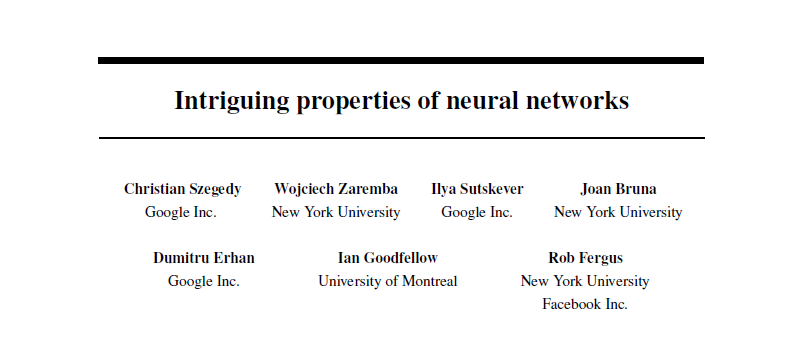 Intriguing properties of neural networks
Christian Szegedy Wojciech Zaremba Ilya Sutskever Joan Bruna
Google Inc. New York University Google Inc. New York University
Dumitru Erhan Ian Goodfellow Rob Fergus
Google Inc. University of Montreal New York University
Facebook Inc.